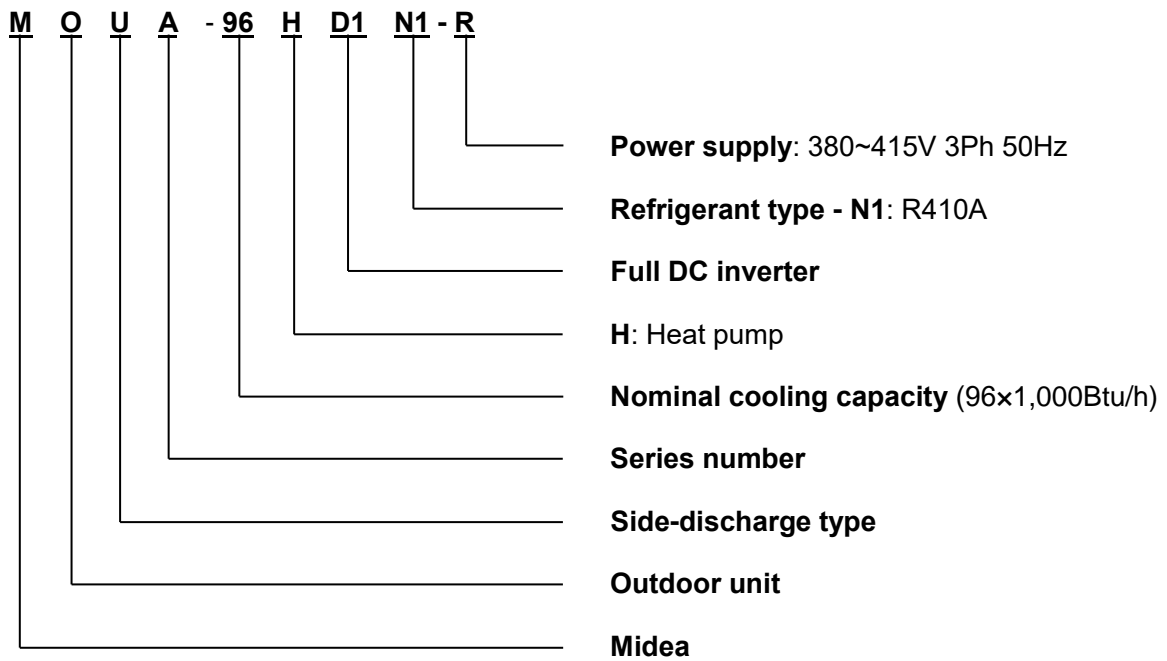 M O U A - 96 H D1 N1 - R
Power supply: 380~415V 3Ph 50Hz
Refrigerant type - N1: R410A
Full DC inverter
H: Heat pump
Nominal cooling capacity (96×1,000Btu/h)
Series number
Side-discharge type
Outdoor unit
Midea